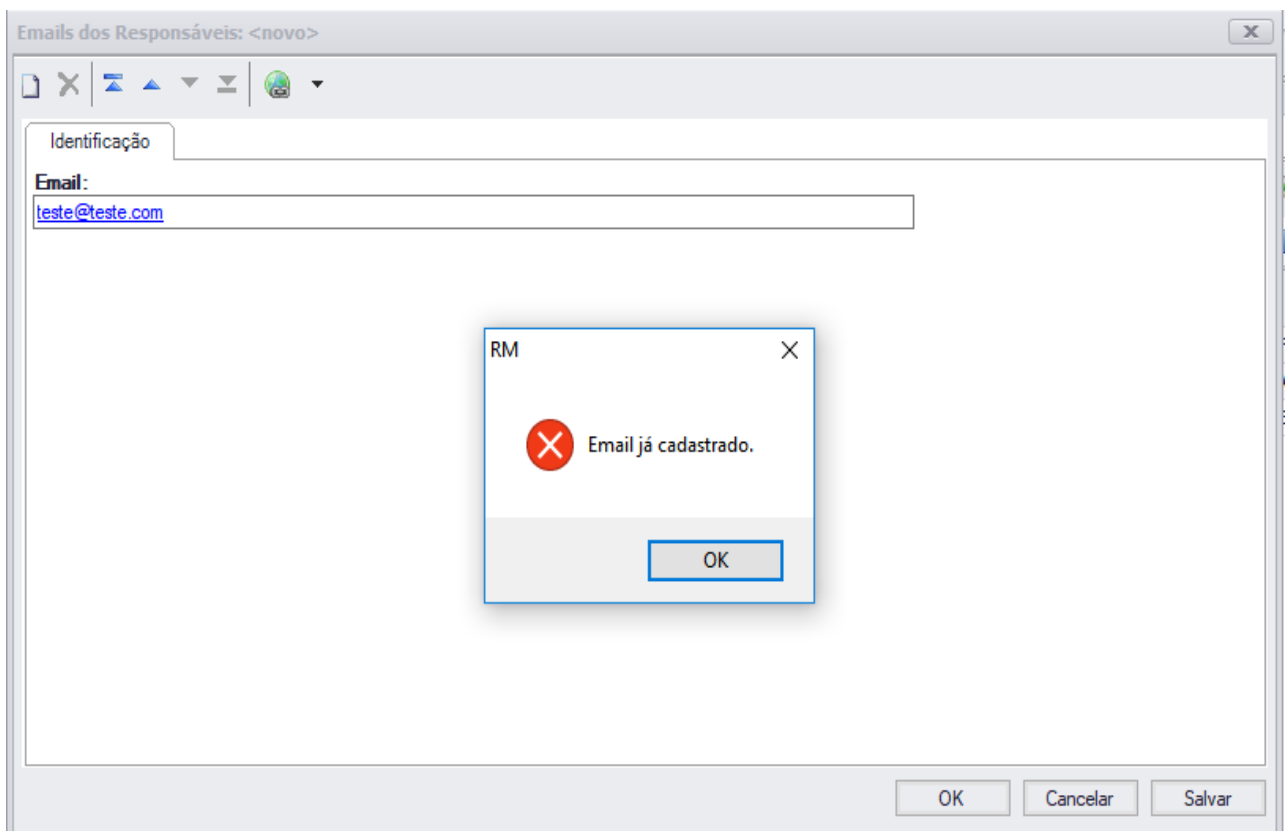 Emails dos Responsáveis: <novo>
Identificação
Email:
teste@teste.com
RM
Email já cadastrado.
OK
OK Cancelar Salvar